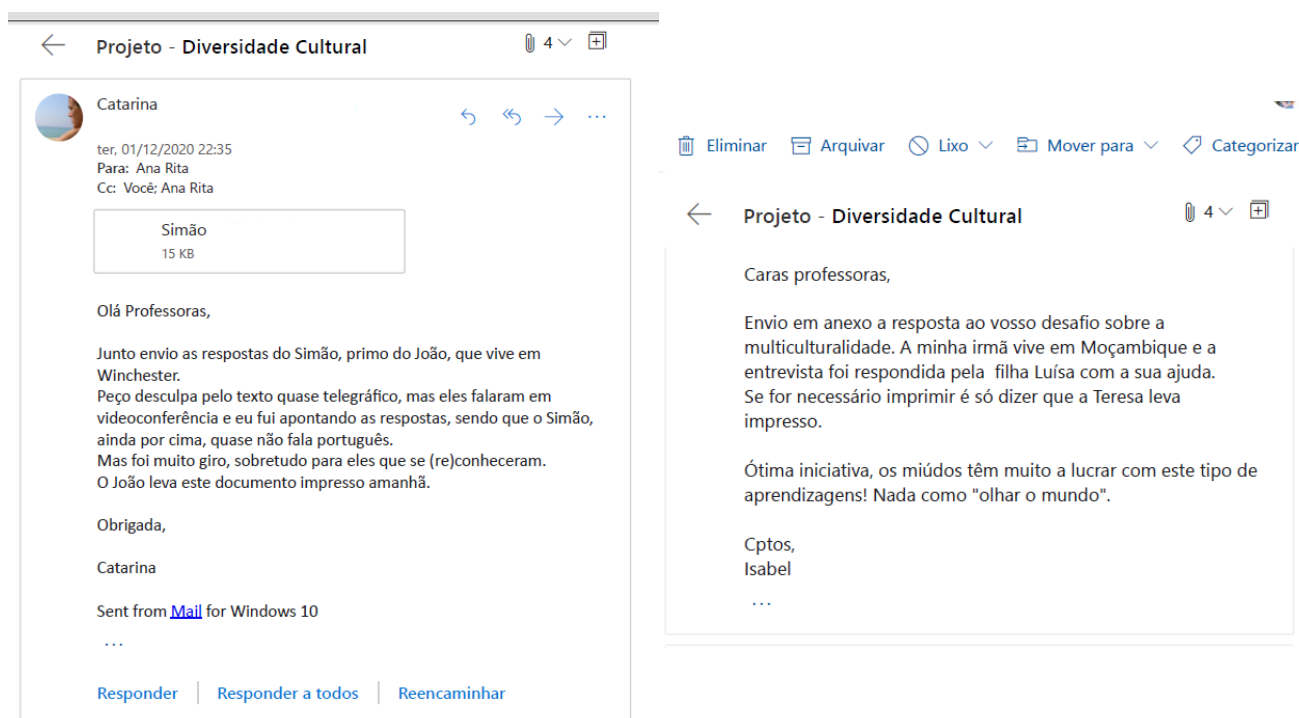 Projeto - Diversidade Cultural
4
Catarina
ter, 01/12/2020 22:35
Para: Ana Rita
Cc: Você; Ana Rita
Simão
15 KB
Olá Professoras,
Junto envio as respostas do Simão, primo do João, que vive em
Winchester.
Peço desculpa pelo texto quase telegráfico, mas eles falaram em
videoconferência e eu fui apontando as respostas, sendo que o Simão,
ainda por cima, quase não fala português.
Mas foi muito giro, sobretudo para eles que se (re)conheceram.
O João leva este documento impresso amanhã.
Obrigada,
Catarina
Sent from Mail for Windows 10
...
Responder | Responder a todos | Reencaminhar
Eliminar Arquivar Lixo Mover para Categorizar
Projeto - Diversidade Cultural
4
Caras professoras,
Envio em anexo a resposta ao vosso desafio sobre a
multiculturalidade. A minha irmã vive em Moçambique e a
entrevista foi respondida pela filha Luísa com a sua ajuda.
Se for necessário imprimir é só dizer que a Teresa leva
impresso.
Ótima iniciativa, os miúdos têm muito a lucrar com este tipo de
aprendizagens! Nada como "olhar o mundo".
Cptos,
Isabel
...